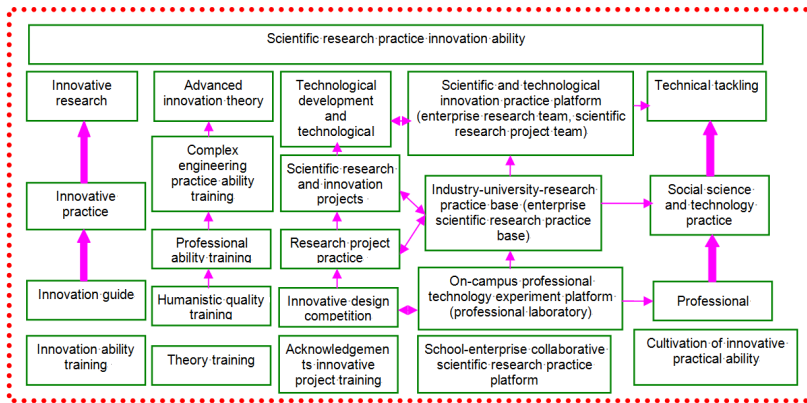 Scientific research practice innovation ability
Innovative
research
Advanced
innovation theory
Technological
development and
technological
Scientific and technological
innovation practice platform
(enterprise research team, scientific
research project team)
Technical tackling
Complex
engineering
practice ability
training
Scientific research
and innovation
projects
Innovative
practice
Industry-university-research
practice base (enterprise
scientific research practice
base)
Social science
and technology
practice
Professional
ability training
Research project
practice
Innovation guide
Humanistic quality
training
Innovative design
competition
On-campus professional
technology experiment platform
(professional laboratory)
Professional
Innovation ability
training
Theory training
Acknowledgemen
ts innovative
project training
School-enterprise collaborative
scientific research practice
platform
Cultivation of innovative
practical ability